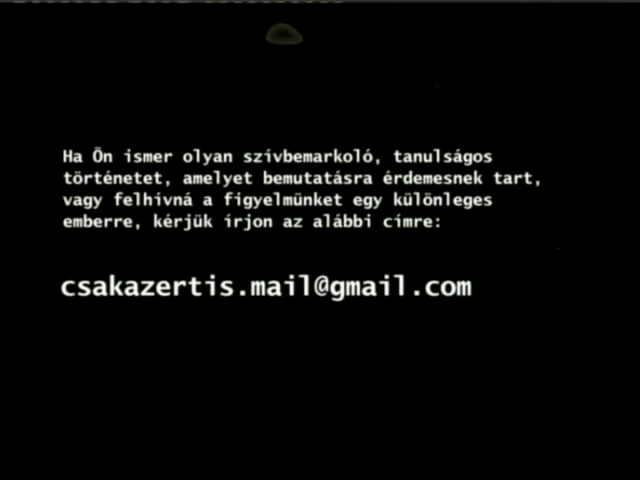 Ha Ön ismer olyan szívbemarkoló, tanulságos
történetet, amelyet bemutatásra érdemesnek tart,
vagy felhívná a figyelmünket egy különleges
emberre, kérjük írjon az alábbi címre:
csakazertis.mail@gmail.com